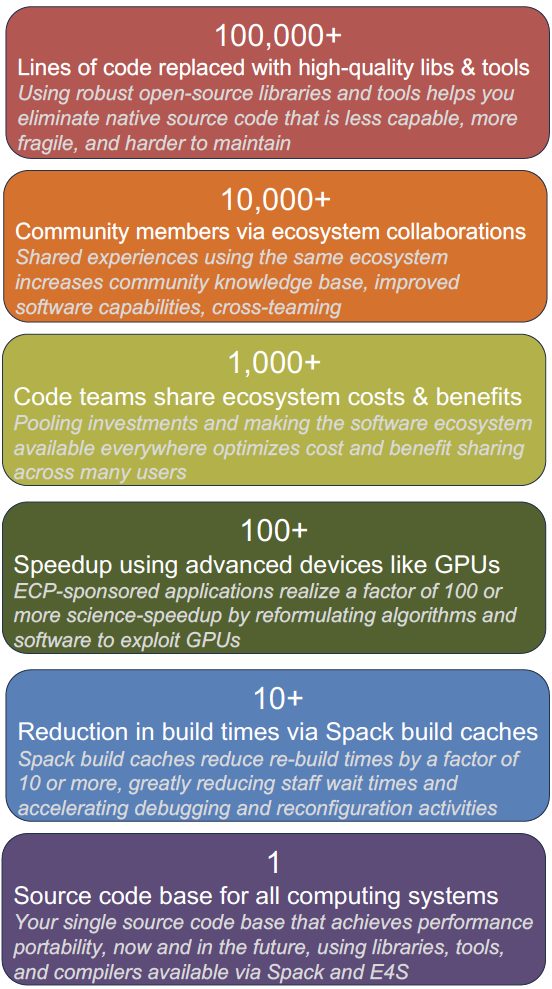 100,000+
Lines of code replaced with high-quality libs & tools
Using robust open-source libraries and tools helps you
eliminate native source code that is less capable, more
fragile, and harder to maintain
10,000+
Community members via ecosystem collaborations
Shared experiences using the same ecosystem
increases community knowledge base, improved
software capabilities, cross-teaming
1,000+
Code teams share ecosystem costs & benefits
Pooling investments and making the software ecosystem
available everywhere optimizes cost and benefit sharing
across many users
100+
Speedup using advanced devices like GPUs
ECP-sponsored applications realize a factor of 100 or
more science-speedup by reformulating algorithms and
software to exploit GPUs
10+
Reduction in build times via Spack build caches
Spack build caches reduce re-build times by a factor of
10 or more, greatly reducing staff wait times and
accelerating debugging and reconfiguration activities
1
Source code base for all computing systems
Your single source code base that achieves performance
portability, now and in the future, using libraries, tools,
and compilers available via Spack and E4S